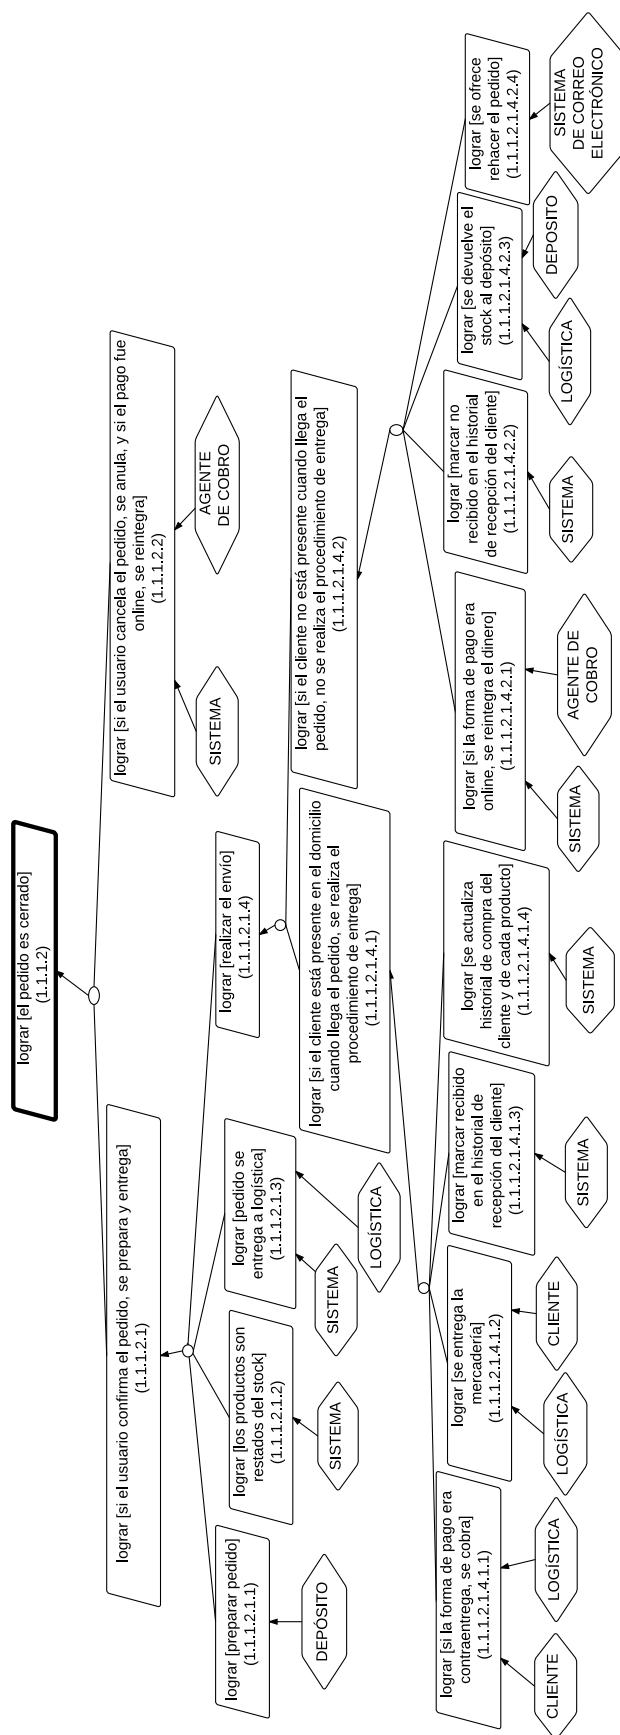 lograr [el pedido es cerrado]
(1.1.1.2)
lograr [si el usuario confirma el pedido, se prepara y entrega]
(1.1.1.2.1)
lograr [si el usuario cancela el pedido, se anula, y si el pago fue
online, se reintegra]
(1.1.1.2.2)
SISTEMA
AGENTE
DE COBRO
lograr [preparar pedido]
(1.1.1.2.1.1)
DEPÓSITO
lograr [los productos son
restados del stock]
(1.1.1.2.1.2)
SISTEMA
lograr [pedido se
entrega a logística]
(1.1.1.2.1.3)
SISTEMA
LOGÍSTICA
lograr [realizar el envío]
(1.1.1.2.1.4)
lograr [si el cliente está presente en el domicilio
cuando llega el pedido, se realiza el
procedimiento de entrega]
(1.1.1.2.1.4.1)
lograr [si el cliente no está presente cuando llega el
pedido, no se realiza el procedimiento de entrega]
(1.1.1.2.1.4.2)
lograr [si la forma de pago era
contraentrega, se cobra]
(1.1.1.2.1.4.1.1)
CLIENTE
LOGÍSTICA
lograr [se entrega la
mercadería]
(1.1.1.2.1.4.1.2)
LOGÍSTICA
CLIENTE
lograr [marcar recibido
en el historial de
recepción del cliente]
(1.1.1.2.1.4.1.3)
SISTEMA
lograr [se actualiza
historial de compra del
cliente y de cada producto]
(1.1.1.2.1.4.1.4)
SISTEMA
lograr [si la forma de pago era
online, se reintegra el dinero]
(1.1.1.2.1.4.2.1)
SISTEMA
AGENTE DE
COBRO
lograr [marcar no
recibido en el historial
de recepción del cliente]
(1.1.1.2.1.4.2.2)
SISTEMA
lograr [se devuelve el
stock al depósito]
(1.1.1.2.1.4.2.3)
LOGÍSTICA
DEPOSITO
lograr [se ofrece
rehacer el pedido]
(1.1.1.2.1.4.2.4)
SISTEMA
DE CORREO
ELECTRÓNICO